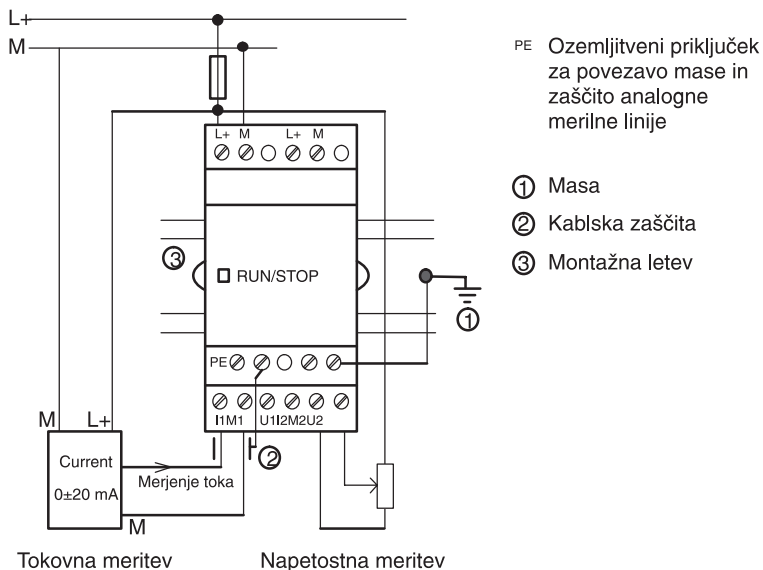 L+
M
PE Ozemljitveni priključek
za povezavo mase in
zaščito analogne
merilne linije
L+ M L+ M
① Masa
② Kablska zaščita
③ Montažna letev
③
RUN/STOP
①
PE
I1M1 U1I2M2U2
M L+
②
Current
0±20 mA
Merjenje toka
M
Tokovna meritev Napetostna meritev